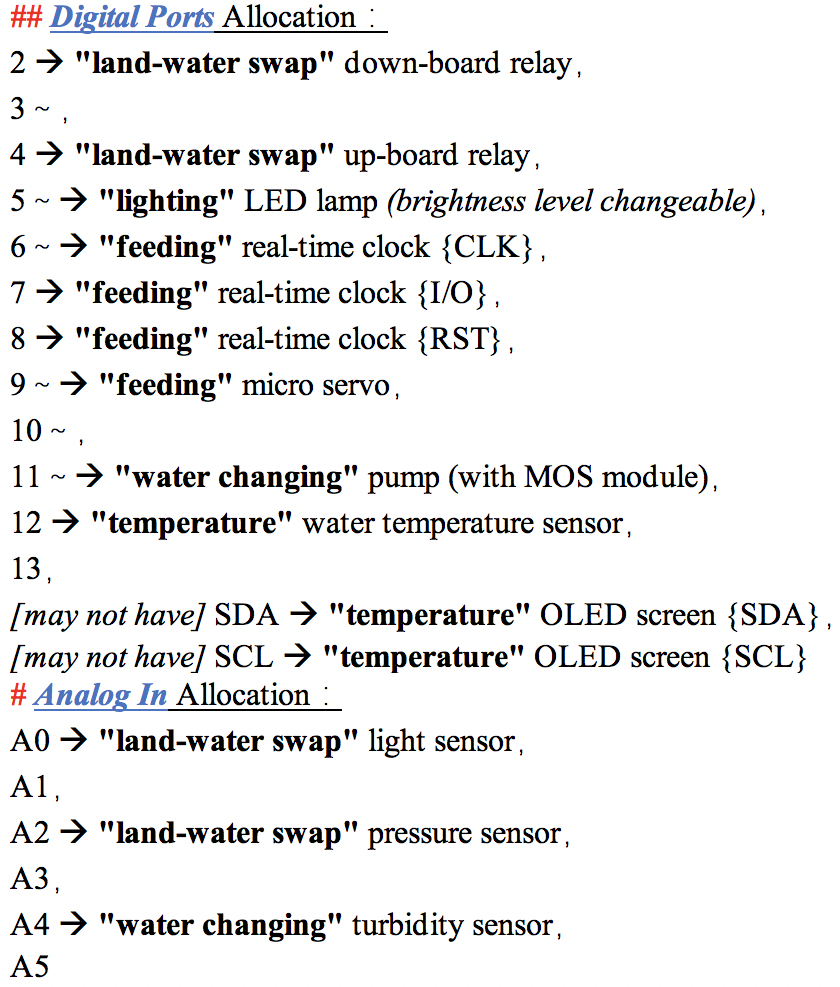 ## Digital Ports Allocation：
2 → "land-water swap" down-board relay,
3 ~ ,
4 → "land-water swap" up-board relay,
5 ~ → "lighting" LED lamp (brightness level changeable),
6 ~ → "feeding" real-time clock {CLK},
7 → "feeding" real-time clock {I/O},
8 → "feeding" real-time clock {RST},
9 ~ → "feeding" micro servo,
10 ~ ,
11 ~ → "water changing" pump (with MOS module),
12 → "temperature" water temperature sensor,
13,
[may not have] SDA → "temperature" OLED screen {SDA},
[may not have] SCL → "temperature" OLED screen {SCL}
# Analog In Allocation：
A0 → "land-water swap" light sensor,
A1,
A2 → "land-water swap" pressure sensor,
A3,
A4 → "water changing" turbidity sensor,
A5